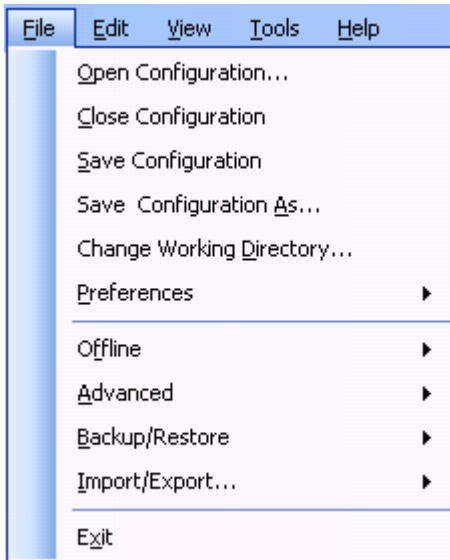 File Edit View Tools Help
Open Configuration...
Close Configuration
Save Configuration
Save  Configuration As...
Change Working Directory...
Preferences
Offline
Advanced
Backup/Restore
Import/Export...
Exit